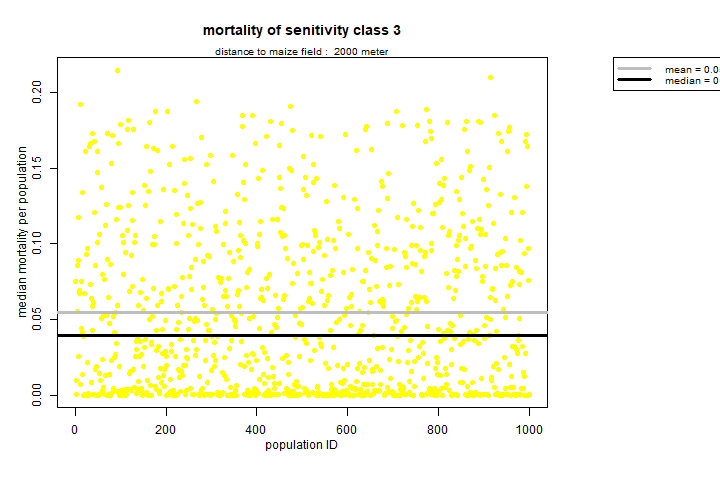 mortality of senitivity class 3
distance to maize field : 2000 meter
mean = 0.0
median = 0
median mortality per population
0.20
0.15
0.10
0.05
0.00
0 200 400 600 800 1000
population ID